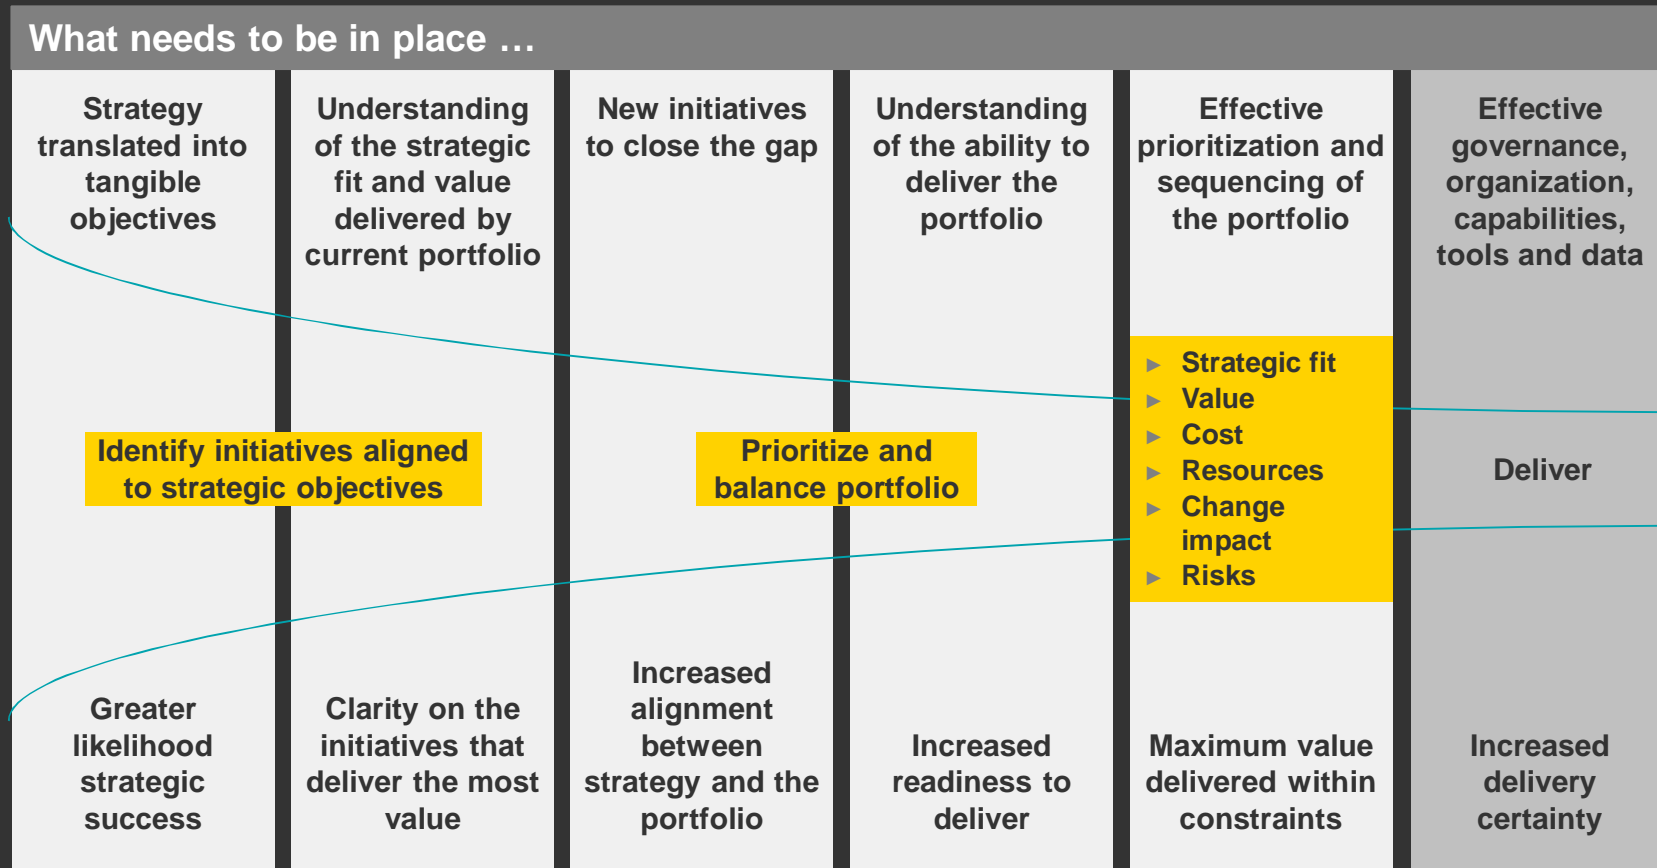 What needs to be in place …
Strategy
translated into
tangible
objectives
Understanding
of the strategic
fit and value
delivered by
current portfolio
New initiatives
to close the gap
Understanding
of the ability to
deliver the
portfolio
Effective
prioritization and
sequencing of
the portfolio
Effective
governance,
organization,
capabilities,
tools and data
Identify initiatives aligned
to strategic objectives
Prioritize and
balance portfolio
► Strategic fit
► Value
► Cost
► Resources
► Change
impact
► Risks
Deliver
Greater
likelihood
strategic
success
Clarity on the
initiatives that
deliver the most
value
Increased
alignment
between
strategy and the
portfolio
Increased
readiness to
deliver
Maximum value
delivered within
constraints
Increased
delivery
certainty